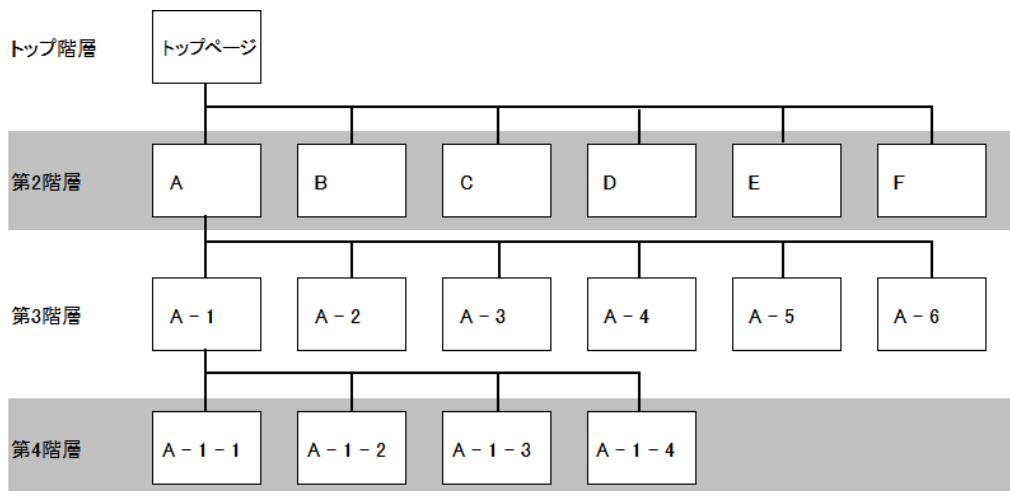 トップ階層
トップページ
第2階層
A
B
C
D
E
F
第3階層
A - 1
A - 2
A - 3
A - 4
A - 5
A - 6
第4階層
A - 1 - 1
A - 1 - 2
A - 1 - 3
A - 1 - 4